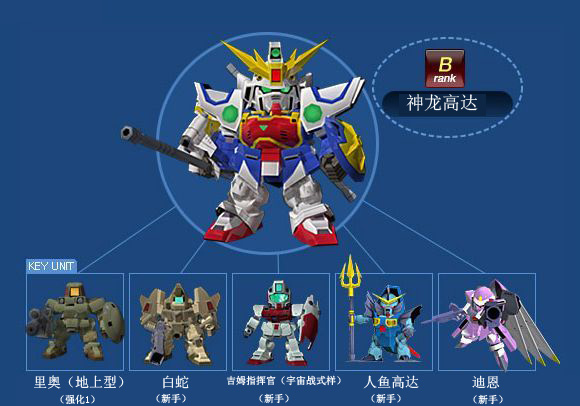 B
rank
神龙高达
KEY UNIT
里奥（地上型）
（强化1）
白蛇
（新手）
吉姆指挥官（宇宙战式样）
（新手）
人鱼高达
（新手）
迪恩
（新手）